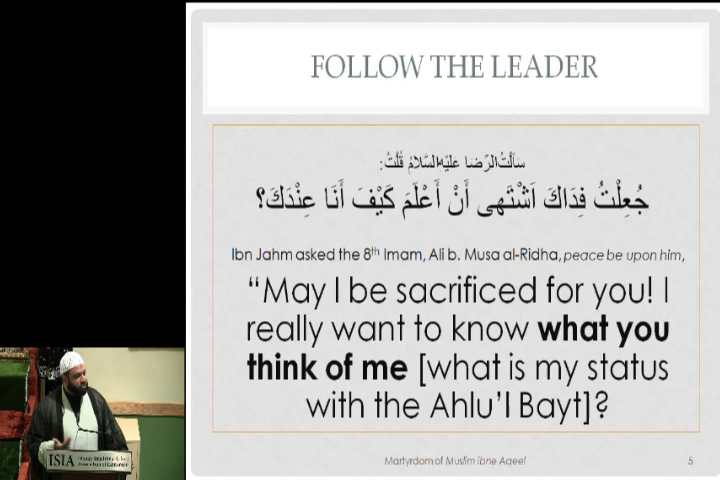 FOLLOW THE LEADER
سَأَلْتُ الرِّضَا عَلَيْهِ السَّلَامُ قُلْتُ:
جُعِلْتُ فِدَاكَ اَشْتَهِى أَنْ أَعْلَمَ كَيْفَ أَنَا عِنْدَكَ؟
Ibn Jahm asked the 8th Imam, Ali b. Musa al-Ridha, peace be upon him,
“May I be sacrificed for you! I
really want to know what you
think of me [what is my status
with the Ahlu’l Bayt]?
Martyrdom of Muslim ibne Aqeel 5
ISIA